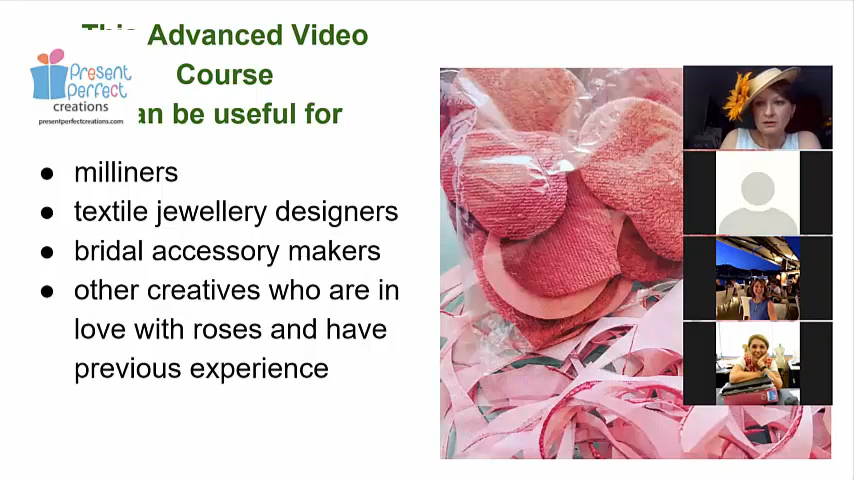 This Advanced Video
Course
an be useful for
Present
Perfect
creations
presentperfectcreations.com
● milliners
● textile jewellery designers
● bridal accessory makers
● other creatives who are in
love with roses and have
previous experience